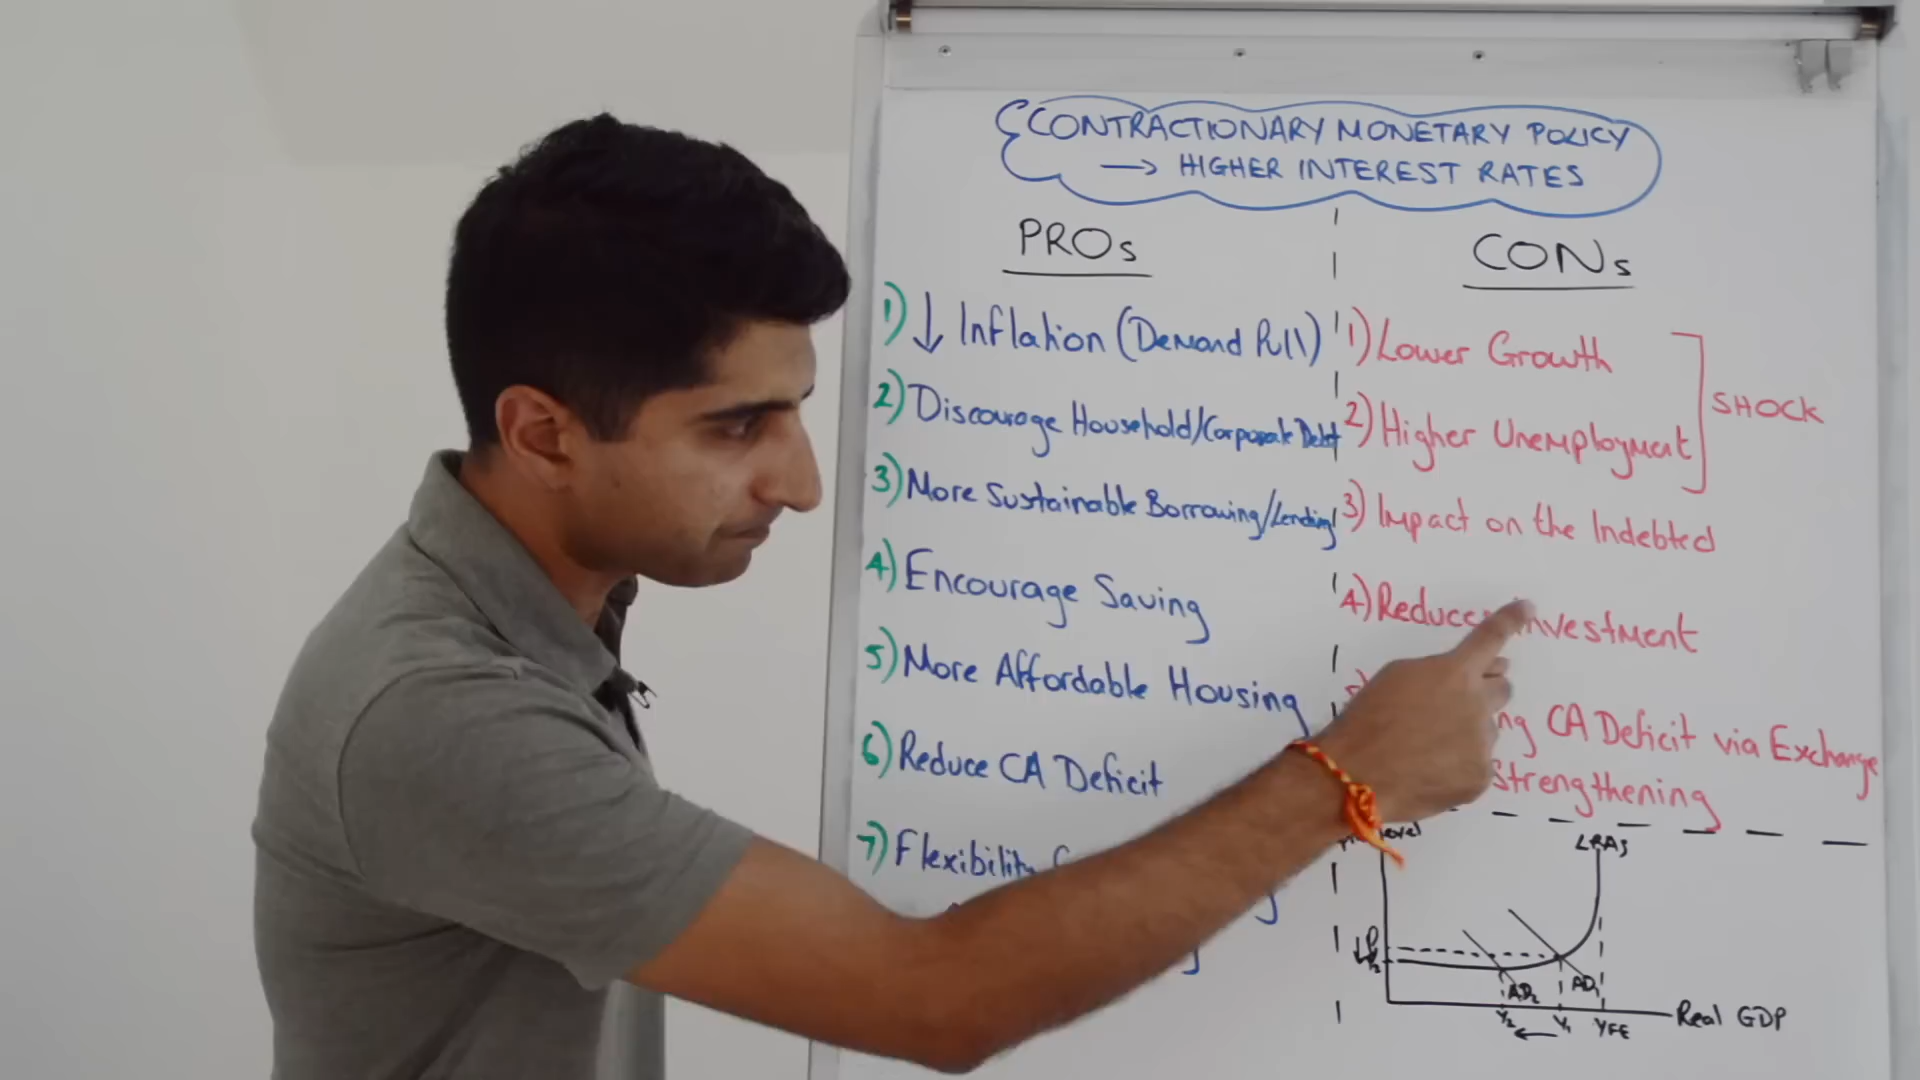 CONTRACTIONARY MONETARY POLICY
→ HIGHER INTEREST RATES
PROs
1) ↓ Inflation (Demand Pull)
2) Discourage Household/Corporate Debt
3) More Sustainable Borrowing/Lending
4) Encourage Saving
5) More Affordable Housing
6) Reduce CA Deficit
7) Flexibility
CONs
1) Lower Growth
2) Higher Unemployment
SHOCK
3) Impact on the Indebted
4) Reduces Investment
5)
CA Deficit via Exchange
Strengthening
LRAS
AD2
AD1
Y2
Y1
YFE
Real GDP